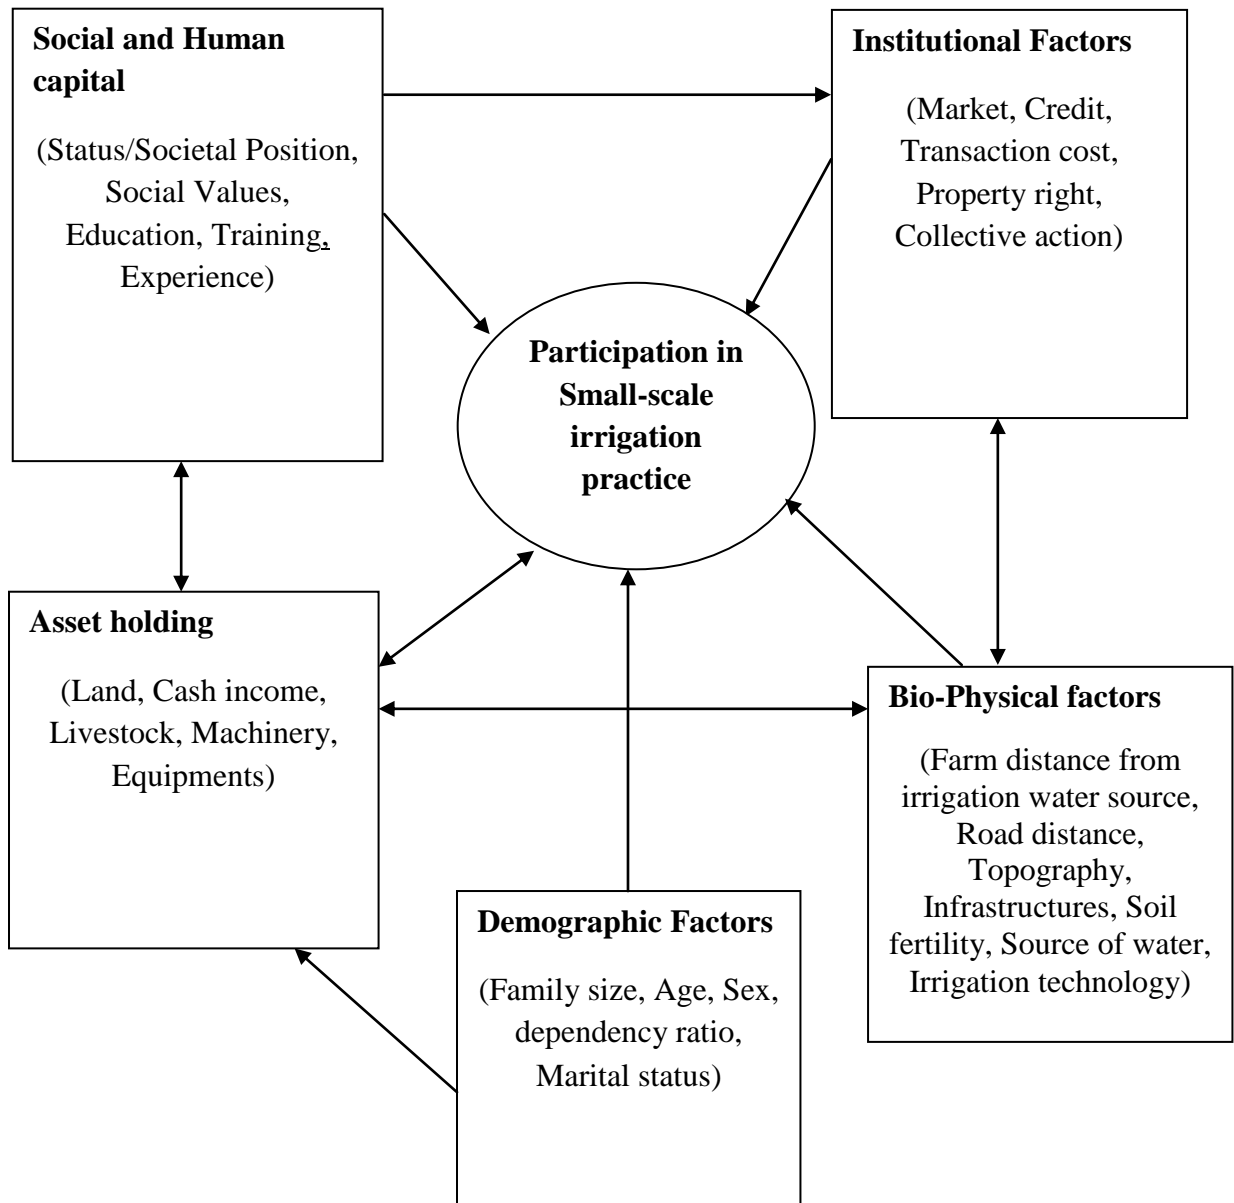 Social and Human
capital
(Status/Societal Position,
Social Values,
Education, Training,
Experience)
Institutional Factors
(Market, Credit,
Transaction cost,
Property right,
Collective action)
Participation in
Small-scale
irrigation
practice
Asset holding
(Land, Cash income,
Livestock, Machinery,
Equipments)
Bio-Physical factors
(Farm distance from
irrigation water source,
Road distance,
Topography,
Infrastructures, Soil
fertility, Source of water,
Irrigation technology)
Demographic Factors
(Family size, Age, Sex,
dependency ratio,
Marital status)